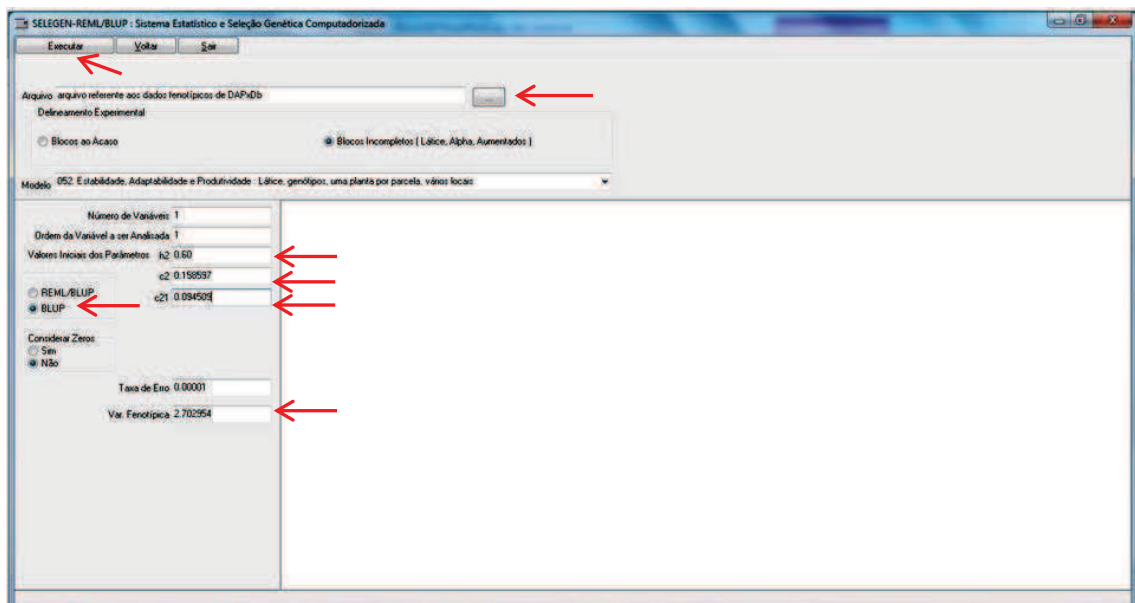 SELEGEN-REML/BLUP : Sistema Estatístico e Seleção Genética Computadorizada
Executar Voltar Sair
Arquivo arquivo referente aos dados fenotípicos de DAPxDb ...
Delineamento Experimental
Blocos ao Acaso Blocos Incompletos ( Látice, Alpha, Aumentados )
Modelo 052. Estabilidade, Adaptabilidade e Produtividade : Látice, genótipos, uma planta por parcela, vários locais
Número de Variáveis 1
Ordem da Variável a ser Analisada 1
Valores Iniciais dos Parâmetros h2 0.60
c2 0.158597
REML/BLUP c21 0.094509
BLUP
Considerar Zeros
Sim
Não
Taxa de Erro 0.00001
Var. Fenotípica 2.702954